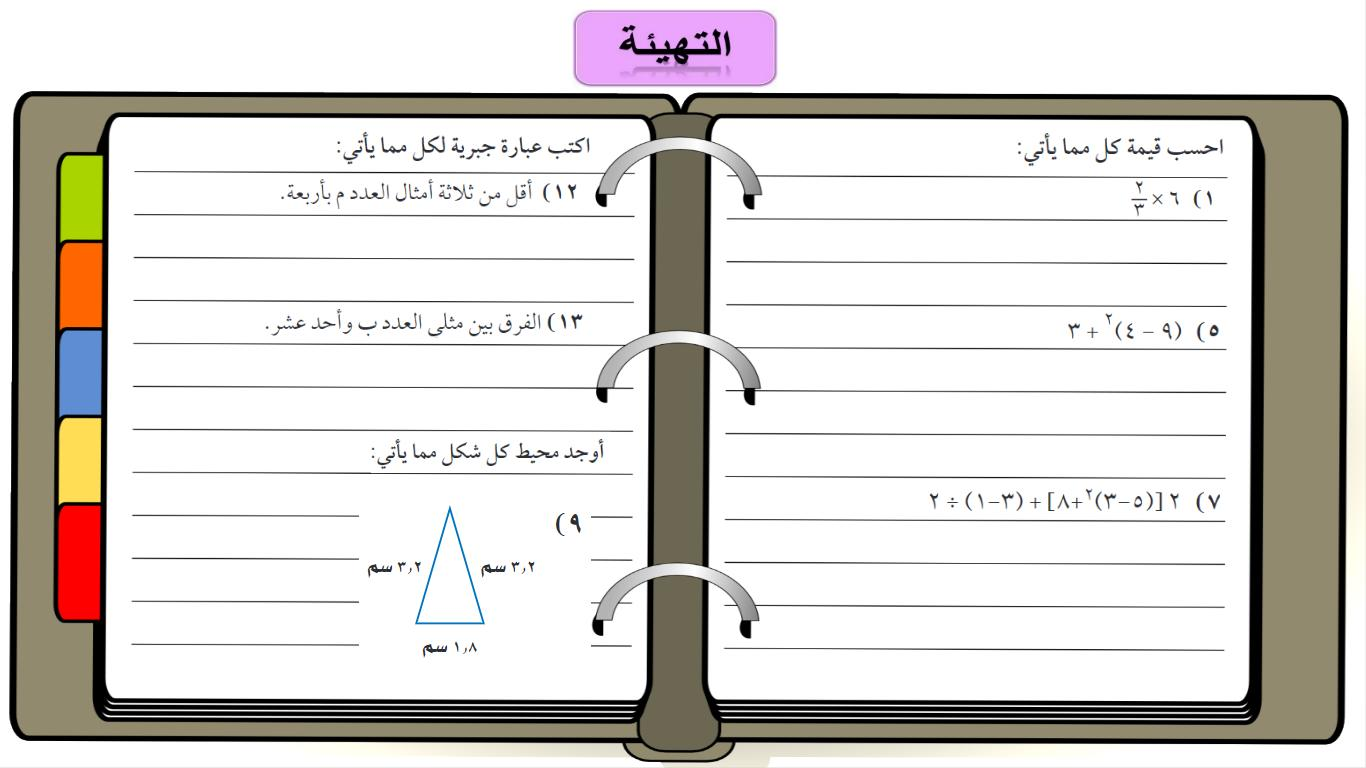 التهيئة
احسب قيمة كل مما يأتي:
١) ٦ × ٢/٣
٥) (٩ – ٤)² + ٣
٧) ٢ [(٥–٣)²+٨] + (٣–١) ÷ ٢
اكتب عبارة جبرية لكل مما يأتي:
١٢) أقل من ثلاثة أمثال العدد م بأربعة.
١٣) الفرق بين مثلى العدد ب وأحد عشر.
أوجد محيط كل شكل مما يأتي:
٩)
٣,٢ سم
٣,٢ سم
١,٨ سم